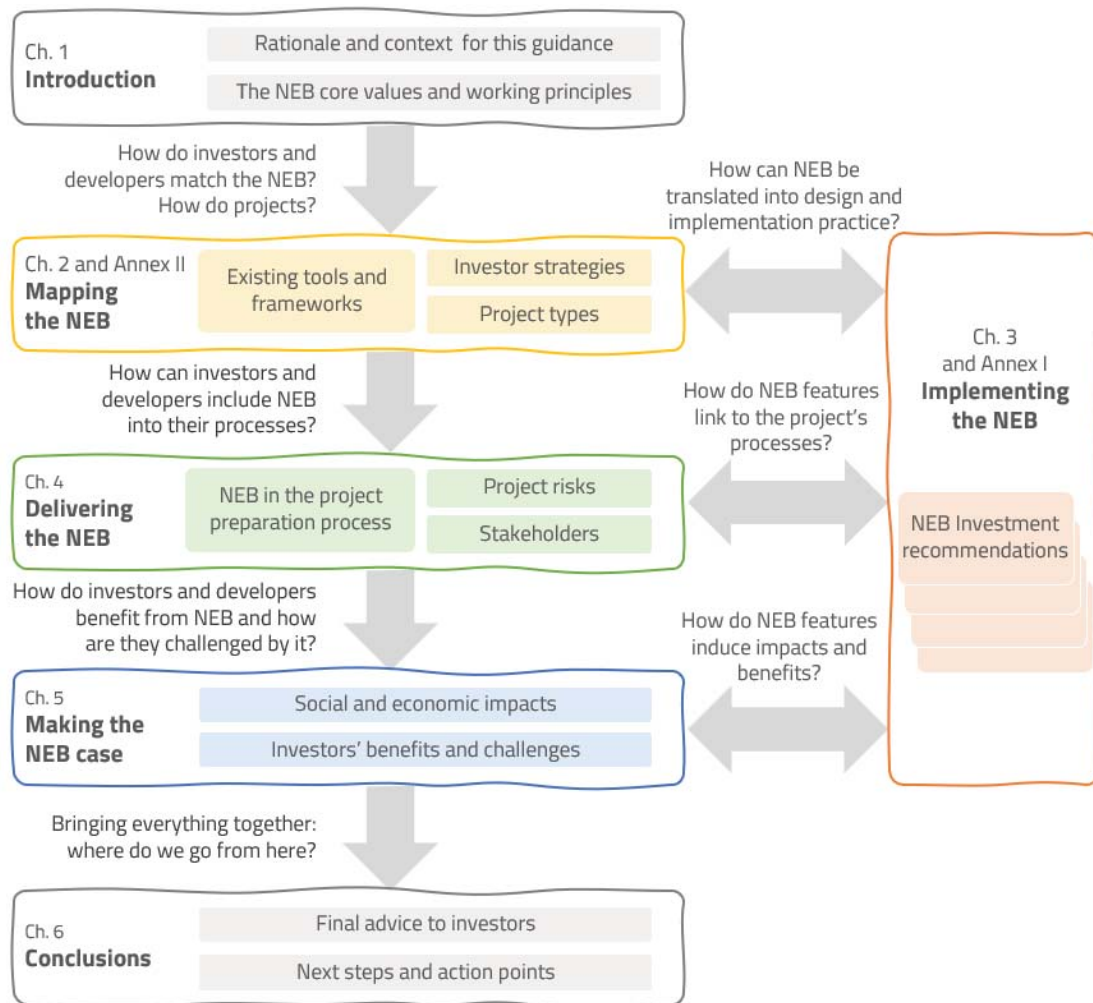 Ch. 1
Introduction
Rationale and context for this guidance
The NEB core values and working principles
How do investors and
developers match the NEB?
How do projects?
How can NEB be
translated into design and
implementation practice?
Ch. 2 and Annex II
Mapping
the NEB
Existing tools and
frameworks
Investor strategies
Project types
Ch. 3
and Annex I
Implementing
the NEB
How can investors and
developers include NEB
into their processes?
How do NEB features
link to the project's
processes?
Ch. 4
Delivering
the NEB
NEB in the project
preparation process
Project risks
Stakeholders
NEB Investment
recommendations
How do investors and developers
benefit from NEB and how
are they challenged by it?
How do NEB features
induce impacts and
benefits?
Ch. 5
Making the
NEB case
Social and economic impacts
Investors' benefits and challenges
Bringing everything together:
where do we go from here?
Ch. 6
Conclusions
Final advice to investors
Next steps and action points